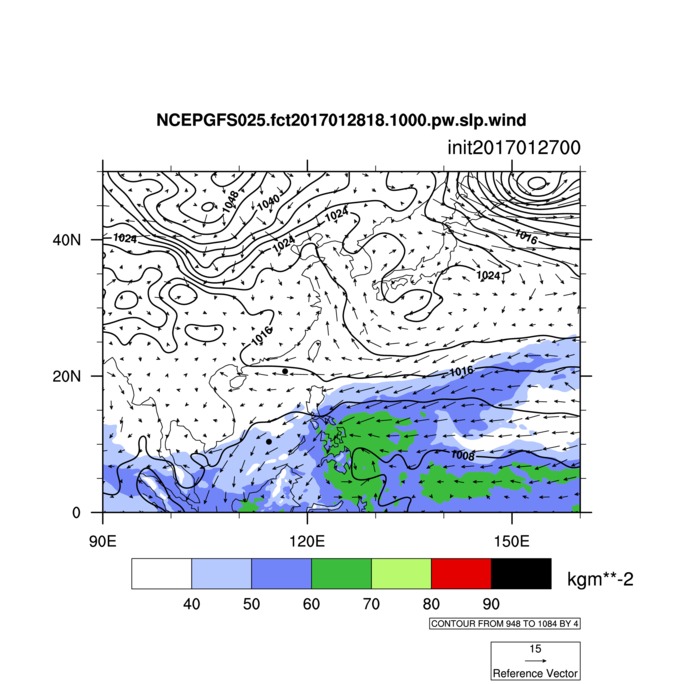 NCEPGFS025.fct2017012818.1000.pw.slp.wind
init2017012700
1048
1040
1024
1024
1024
1016
40N
1024
1016
20N
1016
1008
0
90E 120E 150E
kgm**-2
40 50 60 70 80 90
CONTOUR FROM 948 TO 1084 BY 4
15
Reference Vector